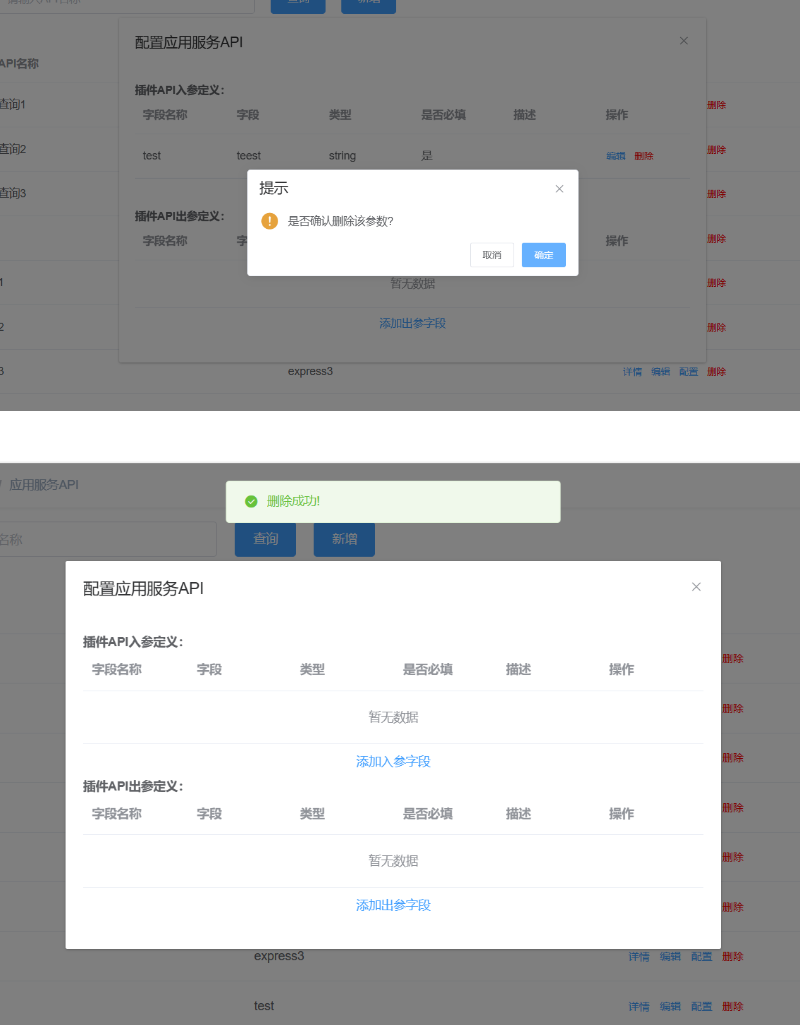 查询 新增
配置应用服务API
API名称
插件API入参定义：
字段名称 字段 类型 是否必填 描述 操作
查询1 删除
查询2 test teest string 是 编辑 删除 删除
提示
查询3 删除
插件API出参定义：
是否确认删除该参数?
字段名称 操作 删除
取消 确定
1 暂无数据 删除
2 添加出参字段 删除
3 express3 详情 编辑 配置 删除
/ 应用服务API
删除成功!
名称 查询 新增
配置应用服务API
插件API入参定义：
字段名称 字段 类型 是否必填 描述 操作
删除
暂无数据 删除
添加入参字段 删除
插件API出参定义：
字段名称 字段 类型 是否必填 描述 操作
删除
暂无数据 删除
添加出参字段 删除
express3 详情 编辑 配置 删除
test 详情 编辑 配置 删除